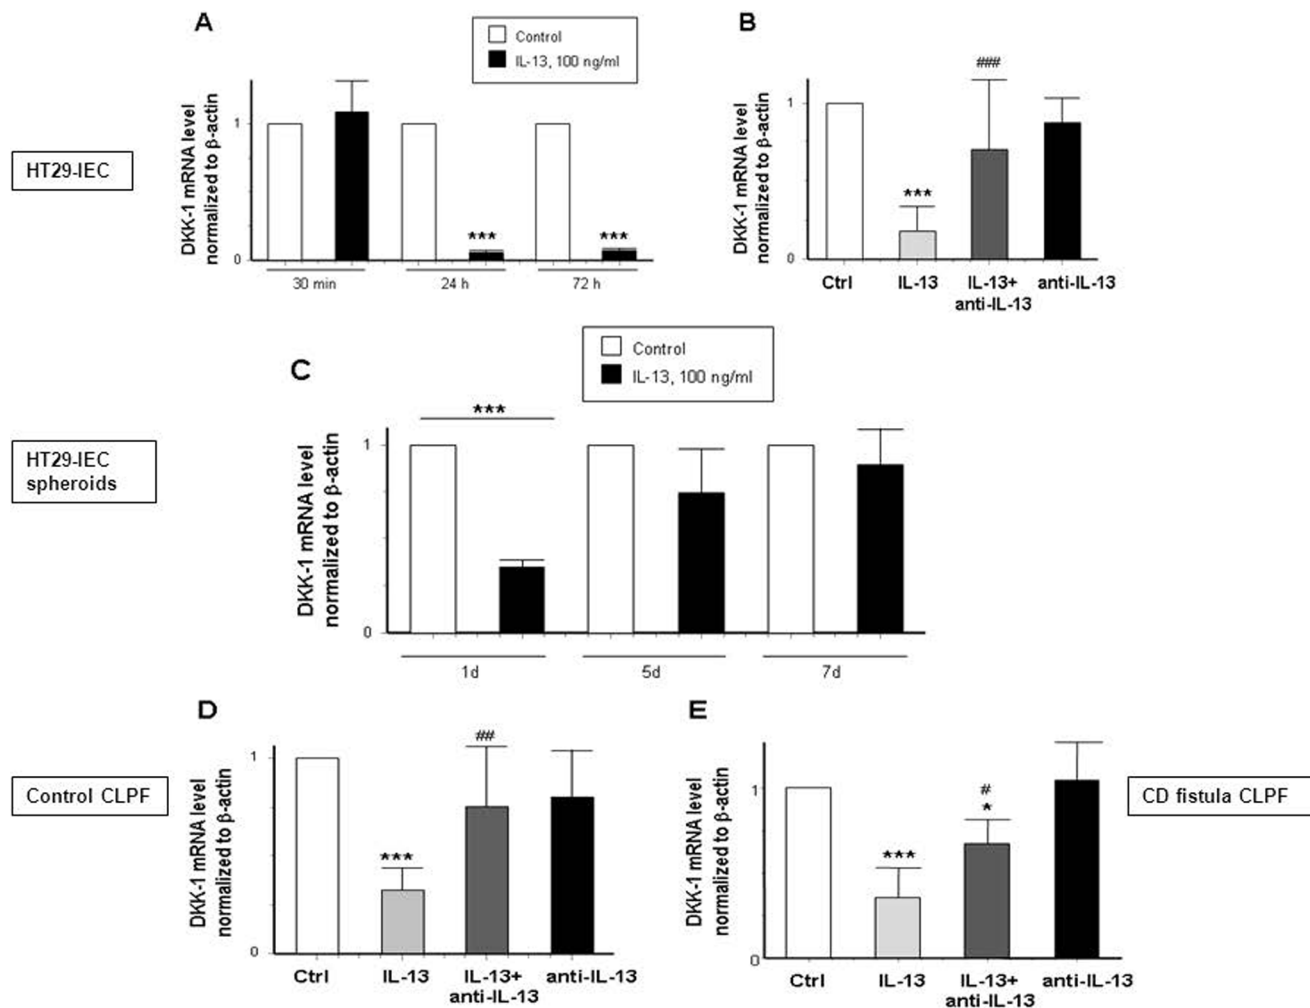 A
Control
IL-13, 100 ng/ml
HT29-IEC
DKK-1 mRNA level
normalized to β-actin
1
0
***
***
30 min
24 h
72 h
B
DKK-1 mRNA level
normalized to β-actin
1
0
***
###
Ctrl
IL-13
IL-13+
anti-IL-13
anti-IL-13
C
Control
IL-13, 100 ng/ml
HT29-IEC
spheroids
DKK-1 mRNA level
normalized to β-actin
1
0
***
1d
5d
7d
D
Control CLPF
DKK-1 mRNA level
normalized to β-actin
1
0
***
##
Ctrl
IL-13
IL-13+
anti-IL-13
anti-IL-13
E
CD fistula CLPF
DKK-1 mRNA level
normalized to β-actin
1
0
***
#
*
Ctrl
IL-13
IL-13+
anti-IL-13
anti-IL-13